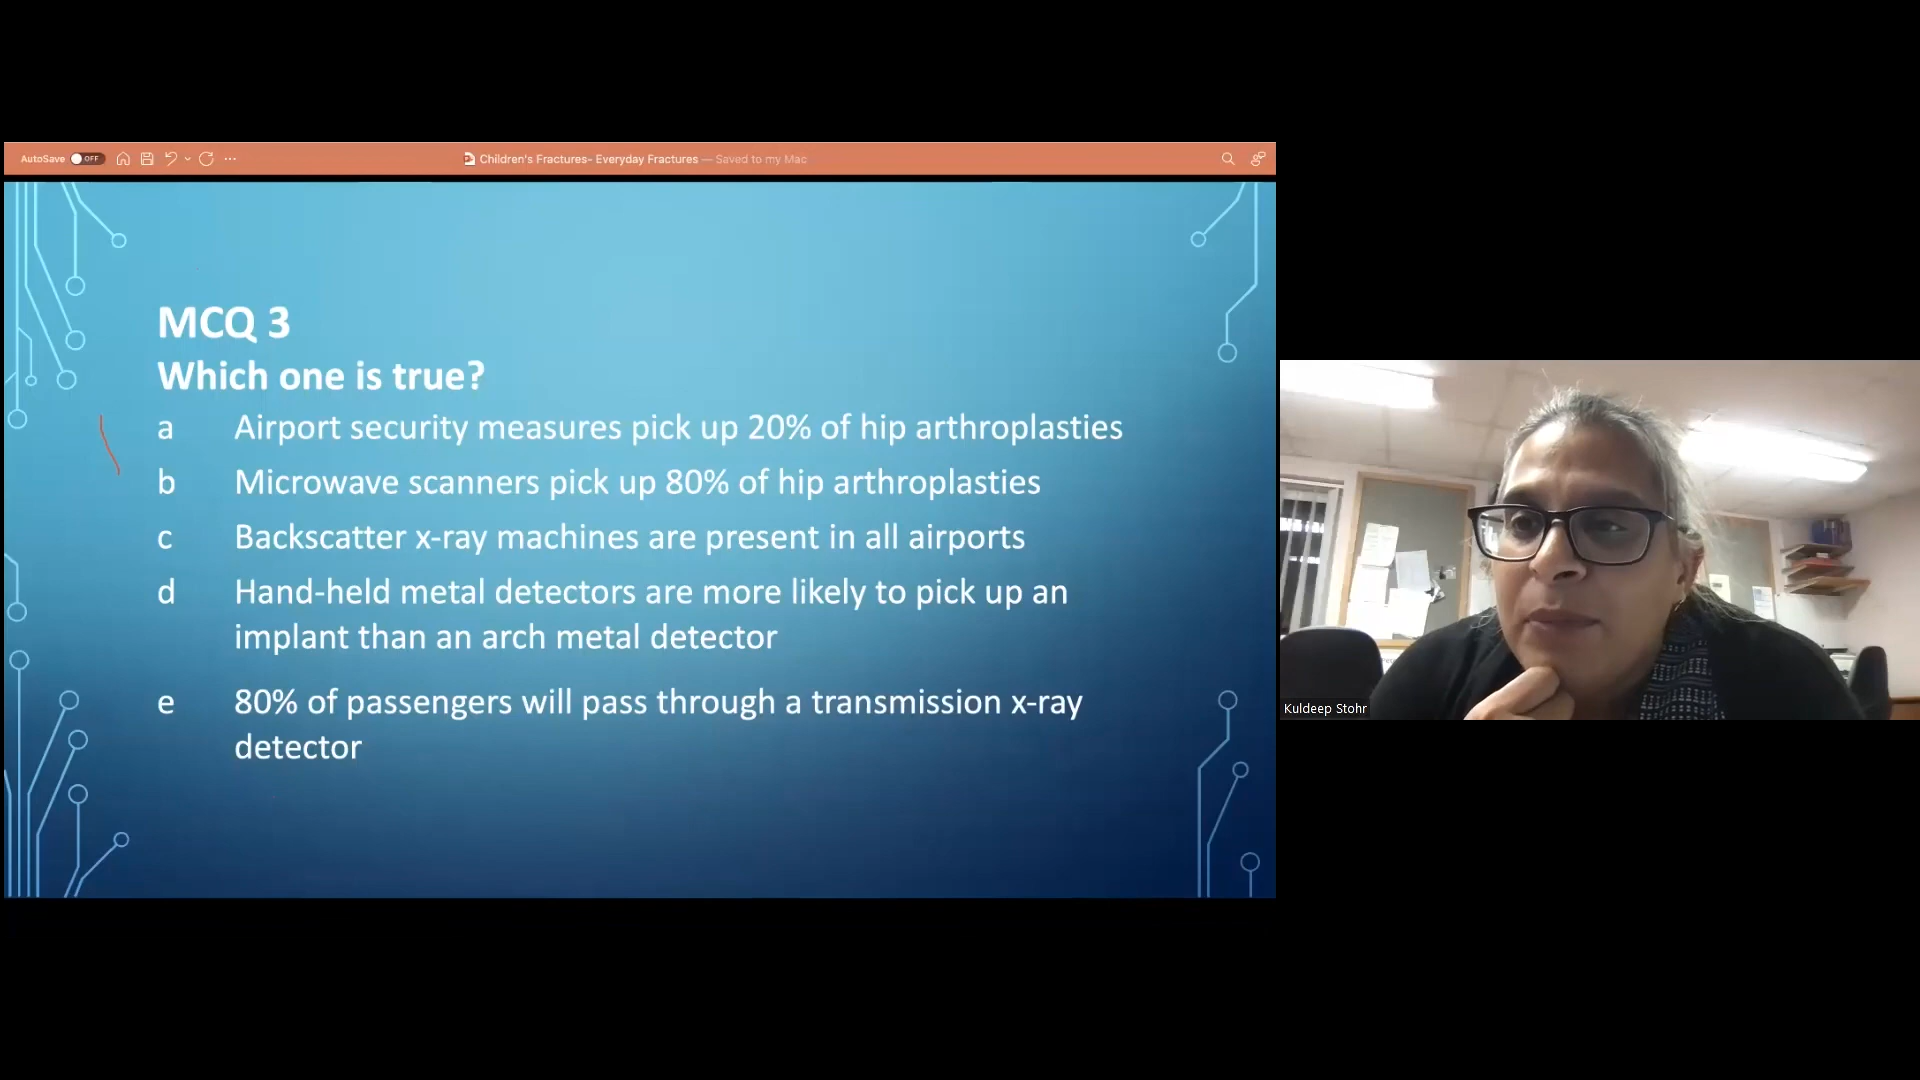 AutoSave OFF
Children's Fractures- Everyday Fractures — Saved to my Mac
MCQ 3
Which one is true?
a Airport security measures pick up 20% of hip arthroplasties
b Microwave scanners pick up 80% of hip arthroplasties
c Backscatter x-ray machines are present in all airports
d Hand-held metal detectors are more likely to pick up an
implant than an arch metal detector
e 80% of passengers will pass through a transmission x-ray
detector
Kuldeep Stohr